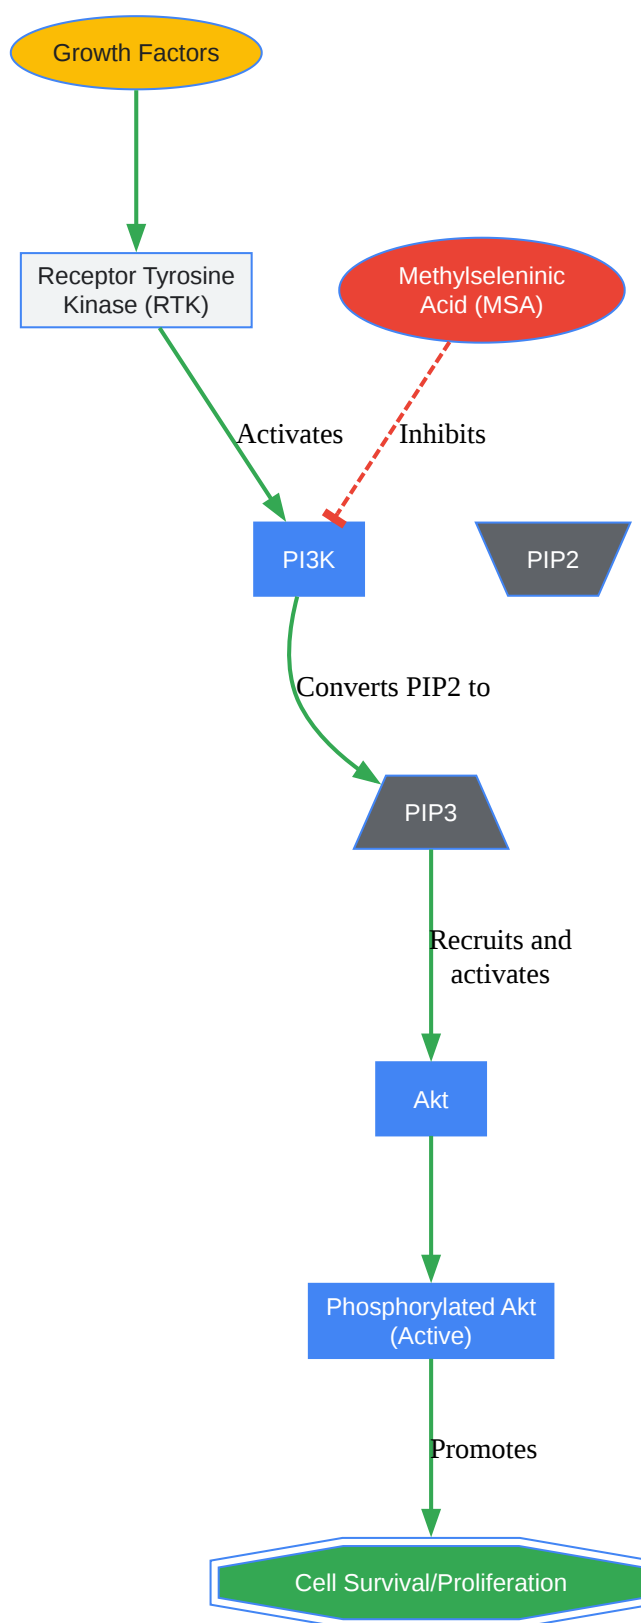 Growth Factors
Receptor Tyrosine
Kinase (RTK)
Methylseleninic
Acid (MSA)
Activates
Inhibits
PI3K
PIP2
Converts PIP2 to
PIP3
Recruits and
activates
Akt
Phosphorylated Akt
(Active)
Promotes
Cell Survival/Proliferation